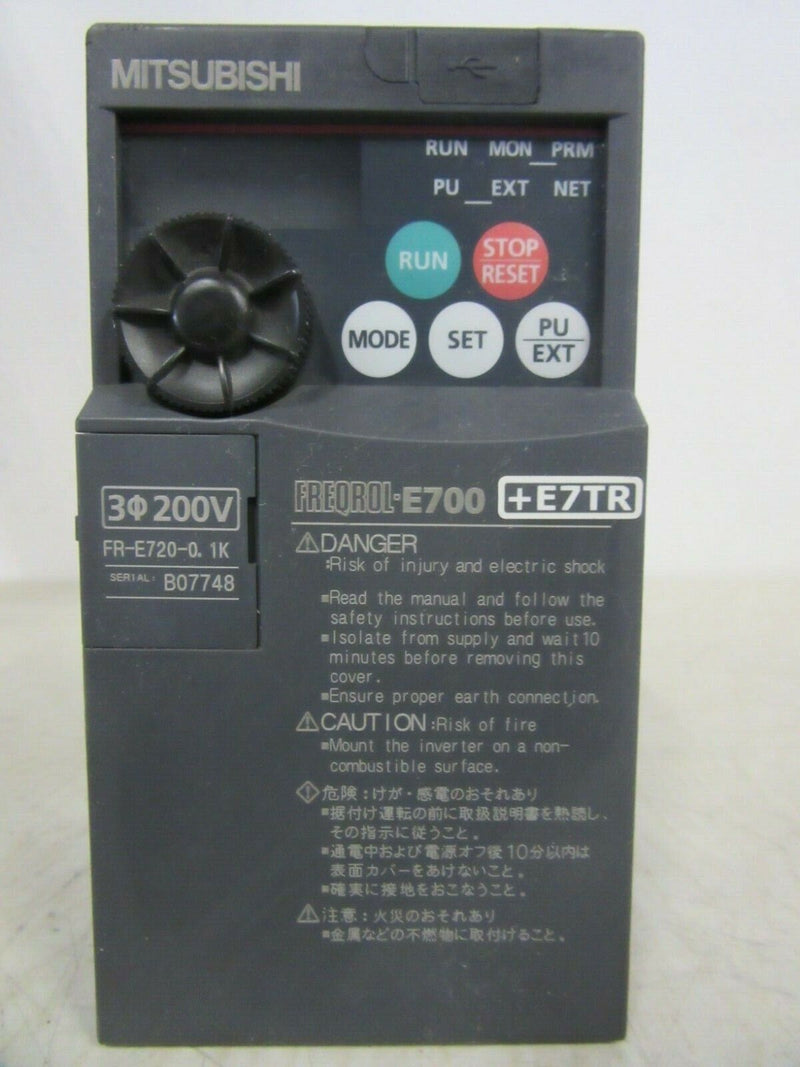 MITSUBISHI
RUN MON PRM
PU EXT NET
RUN
STOP
RESET
MODE
SET
PU
EXT
3Φ 200V
FR-E720-0.1K
SERIAL: B07748
FREQROL-E700 +E7TR
⚠DANGER
:Risk of injury and electric shock
▪Read the manual and follow the
safety instructions before use.
▪Isolate from supply and wait 10
minutes before removing this
cover.
▪Ensure proper earth connection.
⚠CAUTION :Risk of fire
▪Mount the inverter on a non-
combustible surface.
危険：けが・感電のおそれあり
▪据付け運転の前に取扱説明書を熟読し、
その指示に従うこと。
▪通電中および電源オフ後10分以内は
表面カバーをあけないこと。
▪確実に接地をおこなうこと。
⚠注意：火災のおそれあり
▪金属などの不燃物に取付けること。